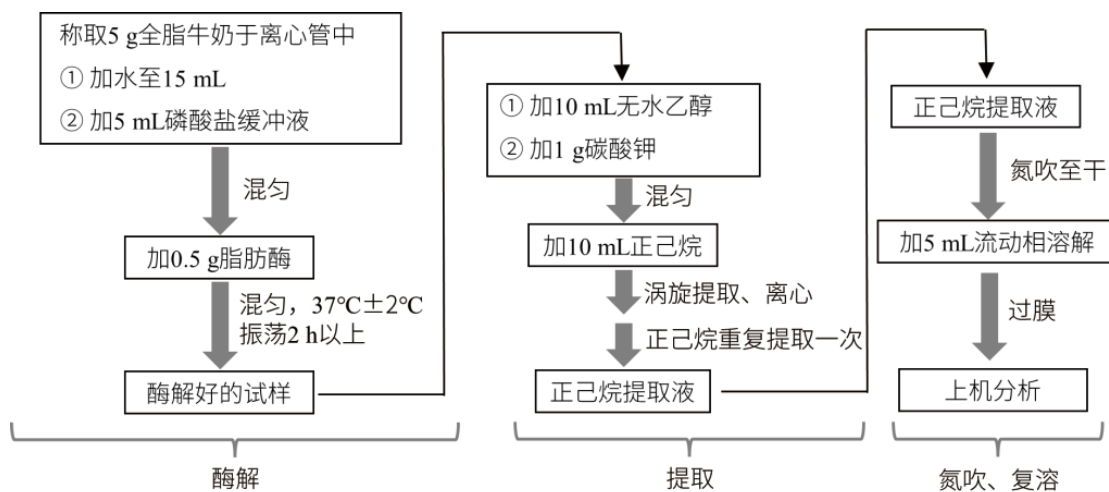 称取5 g全脂牛奶于离心管中
① 加水至15 mL
② 加5 mL磷酸盐缓冲液
混匀
加0.5 g脂肪酶
混匀，37℃±2℃
振荡2 h以上
酶解好的试样
酶解
① 加10 mL无水乙醇
② 加1 g碳酸钾
混匀
加10 mL正己烷
涡旋提取、离心
正己烷重复提取一次
正己烷提取液
提取
正己烷提取液
氮吹至干
加5 mL流动相溶解
过膜
上机分析
氮吹、复溶